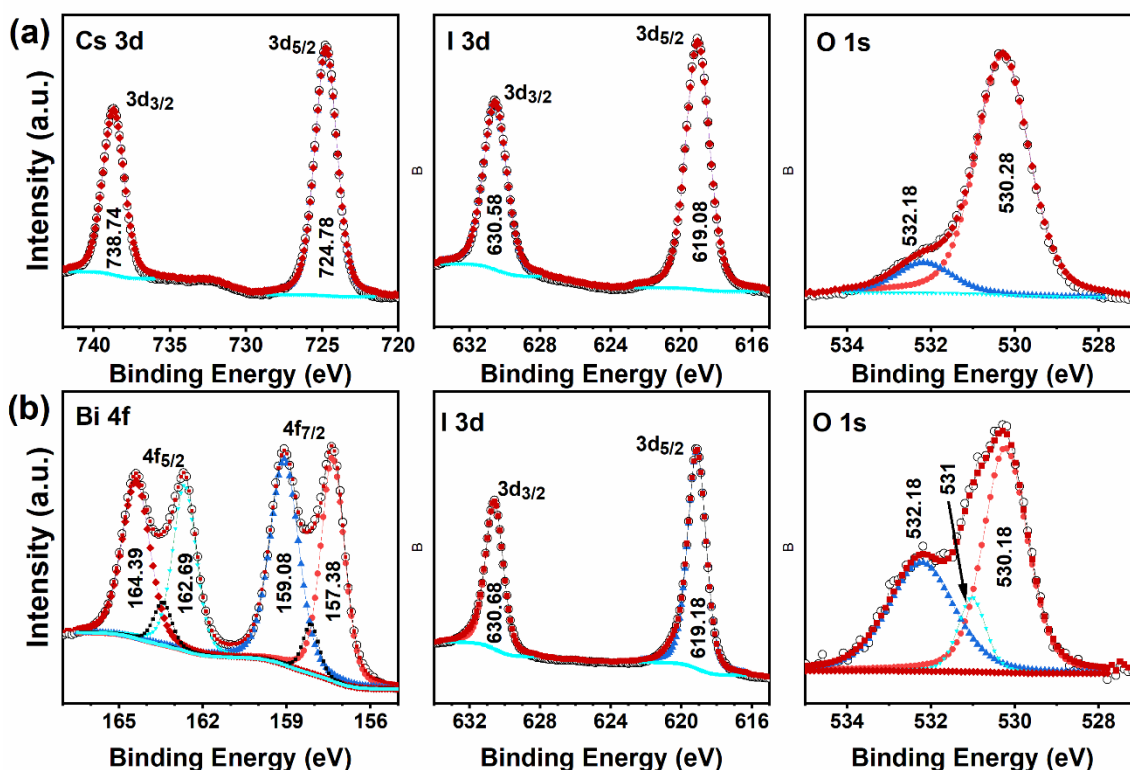 (a)
Cs 3d
3d5/2
3d3/2
738.74
724.78
Intensity (a.u.)
740 735 730 725 720
Binding Energy (eV)
I 3d
3d5/2
3d3/2
630.58
619.08
B
632 628 624 620 616
Binding Energy (eV)
O 1s
532.18
530.28
B
534 532 530 528
Binding Energy (eV)
(b)
Bi 4f
4f7/2
4f5/2
164.39
162.69
159.08
157.38
Intensity (a.u.)
165 162 159 156
Binding Energy (eV)
I 3d
3d5/2
3d3/2
630.68
619.18
B
632 628 624 620 616
Binding Energy (eV)
O 1s
532.18
531
530.18
B
534 532 530 528
Binding Energy (eV)